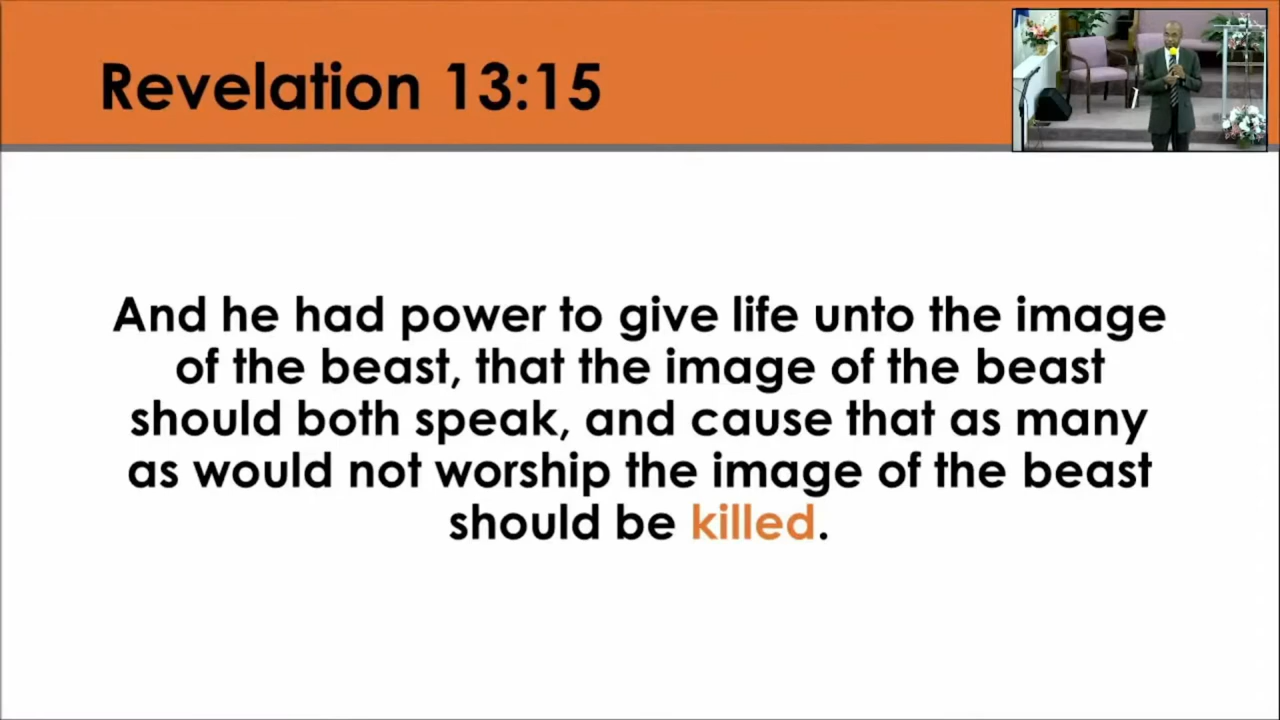 Revelation 13:15
And he had power to give life unto the image
of the beast, that the image of the beast
should both speak, and cause that as many
as would not worship the image of the beast
should be killed.